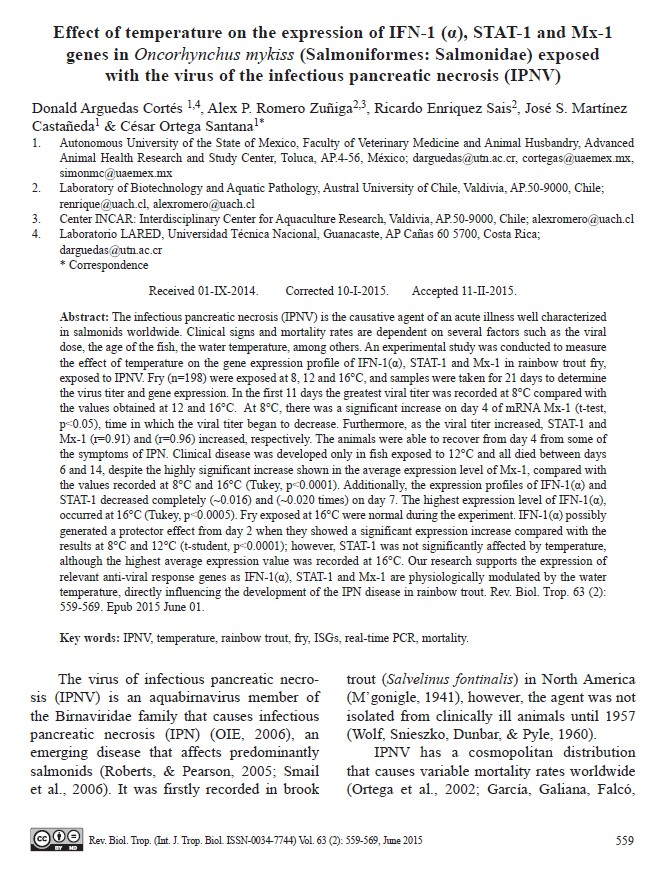 Effect of temperature on the expression of IFN-1 (α), STAT-1 and Mx-1
genes in Oncorhynchus mykiss (Salmoniformes: Salmonidae) exposed
with the virus of the infectious pancreatic necrosis (IPNV)
Donald Arguedas Cortés 1,4, Alex P. Romero Zuñiga2,3, Ricardo Enriquez Sais2, José S. Martínez
Castañeda1 & César Ortega Santana1*
1. Autonomous University of the State of Mexico, Faculty of Veterinary Medicine and Animal Husbandry, Advanced
Animal Health Research and Study Center, Toluca, AP.4-56, México; darguedas@utn.ac.cr, cortegas@uaemex.mx,
simonmc@uaemex.mx
2. Laboratory of Biotechnology and Aquatic Pathology, Austral University of Chile, Valdivia, AP.50-9000, Chile;
renrique@uach.cl, alexromero@uach.cl
3. Center INCAR: Interdisciplinary Center for Aquaculture Research, Valdivia, AP.50-9000, Chile; alexromero@uach.cl
4. Laboratorio LARED, Universidad Técnica Nacional, Guanacaste, AP Cañas 60 5700, Costa Rica;
darguedas@utn.ac.cr
* Correspondence
Received 01-IX-2014. Corrected 10-I-2015. Accepted 11-II-2015.
Abstract: The infectious pancreatic necrosis (IPNV) is the causative agent of an acute illness well characterized
in salmonids worldwide. Clinical signs and mortality rates are dependent on several factors such as the viral
dose, the age of the fish, the water temperature, among others. An experimental study was conducted to measure
the effect of temperature on the gene expression profile of IFN-1(α), STAT-1 and Mx-1 in rainbow trout fry,
exposed to IPNV. Fry (n=198) were exposed at 8, 12 and 16°C, and samples were taken for 21 days to determine
the virus titer and gene expression. In the first 11 days the greatest viral titer was recorded at 8°C compared with
the values obtained at 12 and 16°C. At 8°C, there was a significant increase on day 4 of mRNA Mx-1 (t-test,
p<0.05), time in which the viral titer began to decrease. Furthermore, as the viral titer increased, STAT-1 and
Mx-1 (r=0.91) and (r=0.96) increased, respectively. The animals were able to recover from day 4 from some of
the symptoms of IPN. Clinical disease was developed only in fish exposed to 12°C and all died between days
6 and 14, despite the highly significant increase shown in the average expression level of Mx-1, compared with
the values recorded at 8°C and 16°C (Tukey, p<0.0001). Additionally, the expression profiles of IFN-1(α) and
STAT-1 decreased completely (~0.016) and (~0.020 times) on day 7. The highest expression level of IFN-1(α),
occurred at 16°C (Tukey, p<0.0005). Fry exposed at 16°C were normal during the experiment. IFN-1(α) possibly
generated a protector effect from day 2 when they showed a significant expression increase compared with the
results at 8°C and 12°C (t-student, p<0.0001); however, STAT-1 was not significantly affected by temperature,
although the highest average expression value was recorded at 16°C. Our research supports the expression of
relevant anti-viral response genes as IFN-1(α), STAT-1 and Mx-1 are physiologically modulated by the water
temperature, directly influencing the development of the IPN disease in rainbow trout. Rev. Biol. Trop. 63 (2):
559-569. Epub 2015 June 01.
Key words: IPNV, temperature, rainbow trout, fry, ISGs, real-time PCR, mortality.
The virus of infectious pancreatic necro-
sis (IPNV) is an aquabirnavirus member of
the Birnaviridae family that causes infectious
pancreatic necrosis (IPN) (OIE, 2006), an
emerging disease that affects predominantly
salmonids (Roberts, & Pearson, 2005; Smail
et al., 2006). It was firstly recorded in brook
trout (Salvelinus fontinalis) in North America
(M'gonigle, 1941), however, the agent was not
isolated from clinically ill animals until 1957
(Wolf, Snieszko, Dunbar, & Pyle, 1960).
IPNV has a cosmopolitan distribution
that causes variable mortality rates worldwide
(Ortega et al., 2002; García, Galiana, Falcó,
CC BY ND Rev. Biol. Trop. (Int. J. Trop. Biol. ISSN-0034-7744) Vol. 63 (2): 559-569, June 2015 559